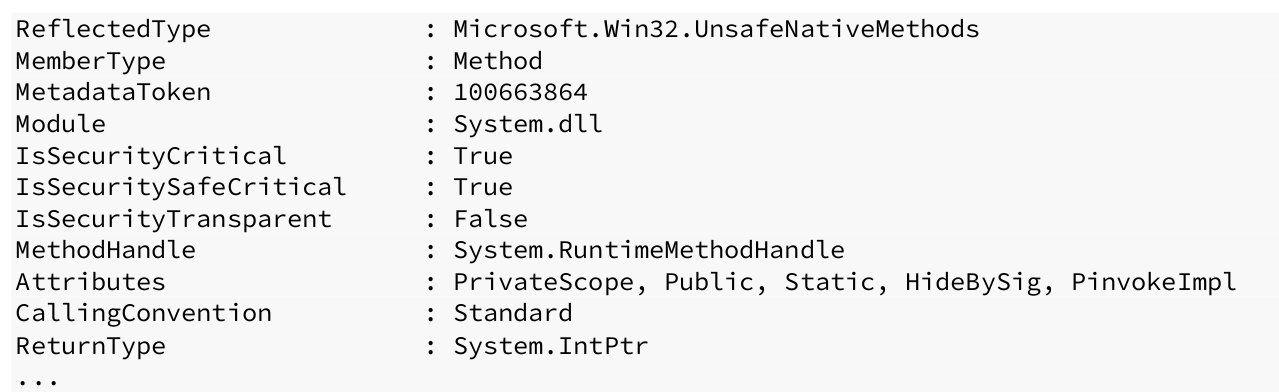 ReflectedType : Microsoft.Win32.UnsafeNativeMethods
MemberType : Method
MetadataToken : 100663864
Module : System.dll
IsSecurityCritical : True
IsSecuritySafeCritical : True
IsSecurityTransparent : False
MethodHandle : System.RuntimeMethodHandle
Attributes : PrivateScope, Public, Static, HideBySig, PinvokeImpl
CallingConvention : Standard
ReturnType : System.IntPtr
...